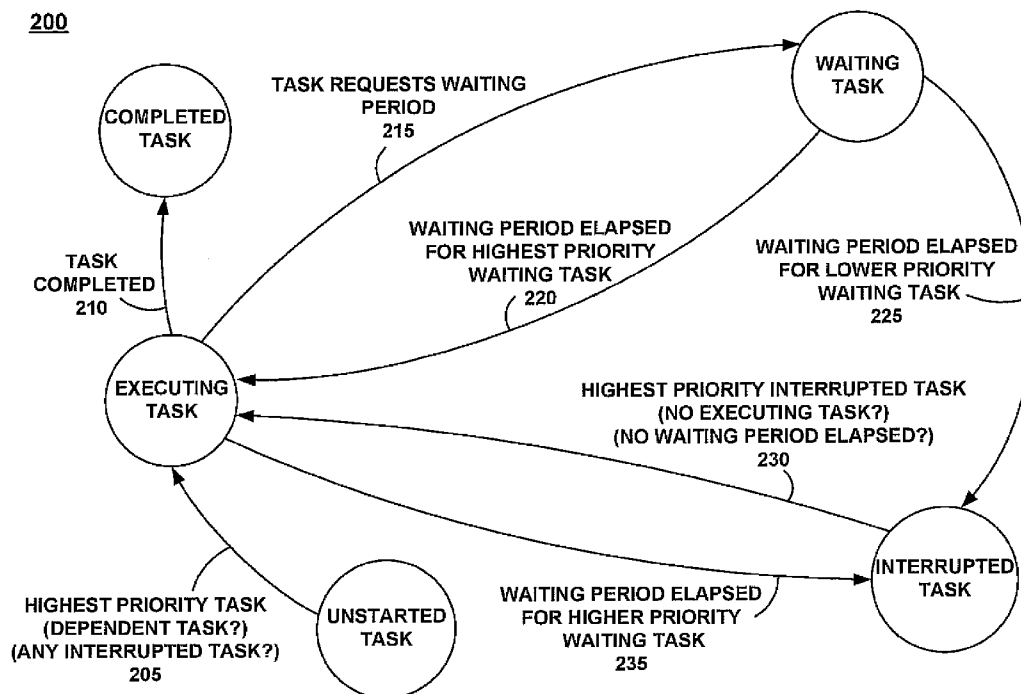 200
COMPLETED
TASK
TASK REQUESTS WAITING
PERIOD
215
WAITING
TASK
TASK
COMPLETED
210
WAITING PERIOD ELAPSED
FOR HIGHEST PRIORITY
WAITING TASK
220
WAITING PERIOD ELAPSED
FOR LOWER PRIORITY
WAITING TASK
225
EXECUTING
TASK
HIGHEST PRIORITY INTERRUPTED TASK
(NO EXECUTING TASK?)
(NO WAITING PERIOD ELAPSED?)
230
HIGHEST PRIORITY TASK
(DEPENDENT TASK?)
(ANY INTERRUPTED TASK?)
205
UNSTARTED
TASK
WAITING PERIOD ELAPSED
FOR HIGHER PRIORITY
WAITING TASK
235
INTERRUPTED
TASK